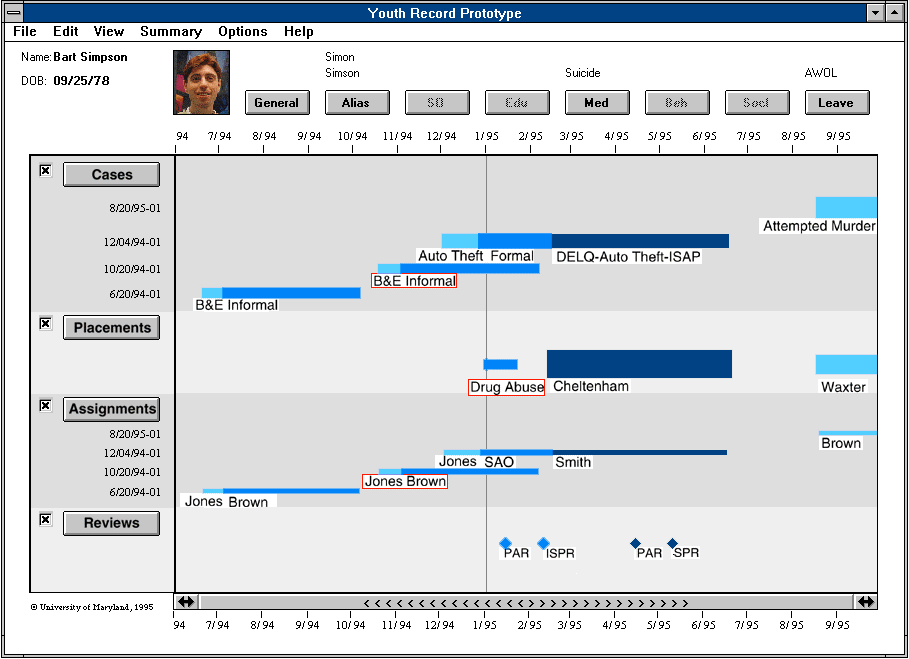 Youth Record Prototype
File Edit View Summary Options Help
Name: Bart Simpson
DOB: 09/25/78
Simon
Simson
Suicide
AWOL
General Alias SO Edu Med Beh Socl Leave
94 7/94 8/94 9/94 10/94 11/94 12/94 1/95 2/95 3/95 4/95 5/95 6/95 7/95 8/95 9/95
Cases
8/20/95-01
Attempted Murder
12/04/94-01
Auto Theft Formal DELQ-Auto Theft-ISAP
10/20/94-01
B&E Informal
6/20/94-01
B&E Informal
Placements
Drug Abuse Cheltenham Waxter
Assignments
8/20/95-01
Brown
12/04/94-01
Jones SAO Smith
10/20/94-01
Jones Brown
6/20/94-01
Jones Brown
Reviews
PAR ISPR PAR SPR
© University of Maryland, 1995
< < < < < < < < < < < < < < < > > > > > > > > > > > > > > >
94 7/94 8/94 9/94 10/94 11/94 12/94 1/95 2/95 3/95 4/95 5/95 6/95 7/95 8/95 9/95